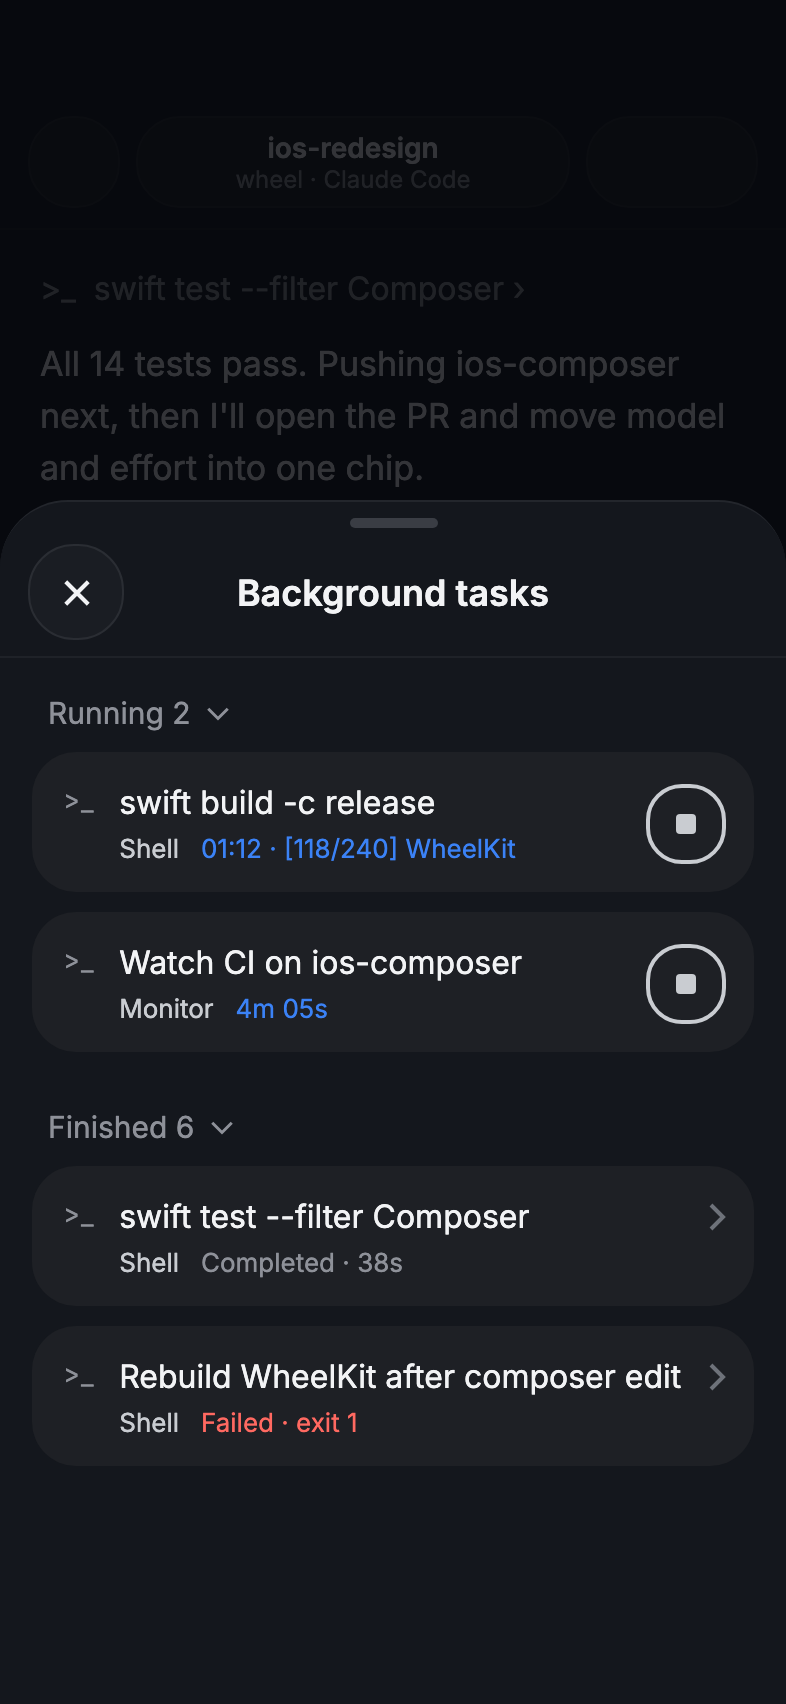 ios-redesign
wheel · Claude Code
>_ swift test --filter Composer ›
All 14 tests pass. Pushing ios-composer
next, then I'll open the PR and move model
and effort into one chip.
Background tasks
Running 2
>_ swift build -c release
Shell 01:12 · [118/240] WheelKit
>_ Watch CI on ios-composer
Monitor 4m 05s
Finished 6
>_ swift test --filter Composer
Shell Completed · 38s
>_ Rebuild WheelKit after composer edit
Shell Failed · exit 1